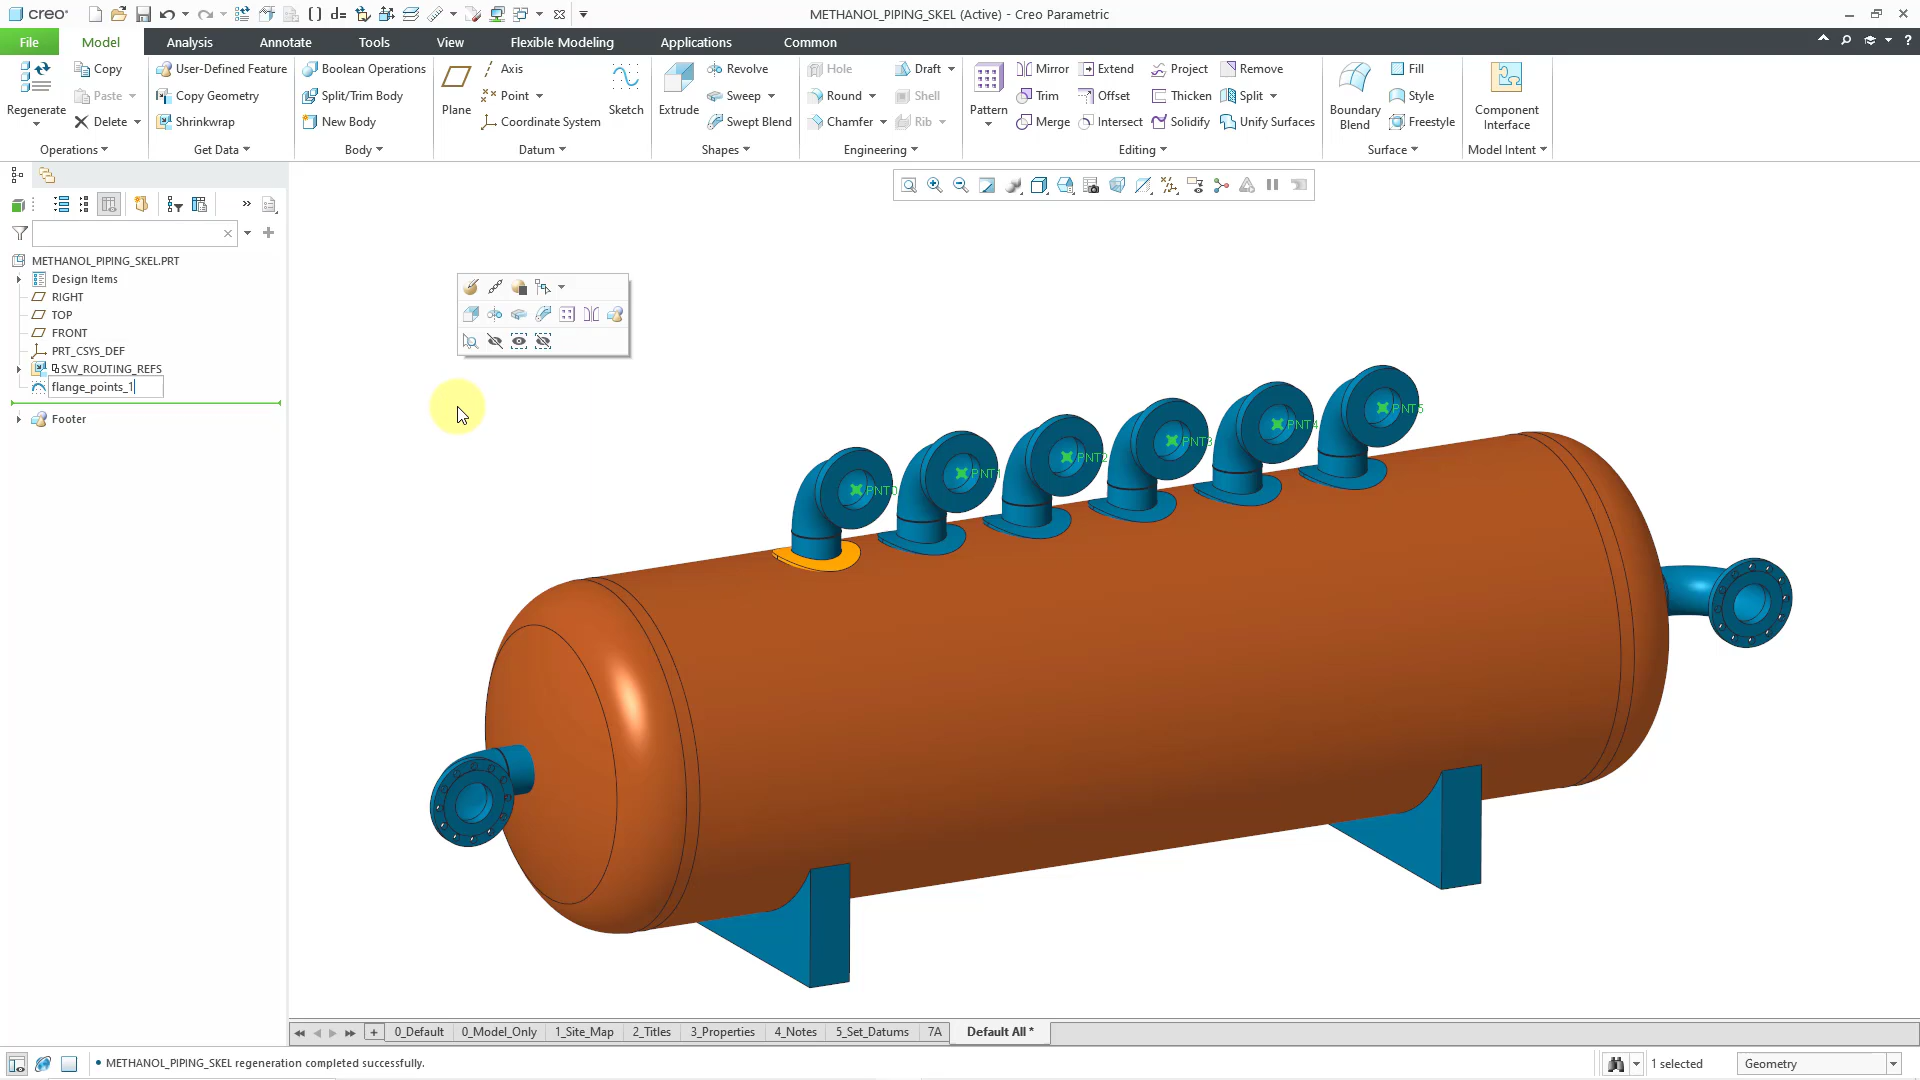 creo METHANOL_PIPING_SKEL (Active) - Creo Parametric
File Model Analysis Annotate Tools View Flexible Modeling Applications Common
Regenerate Copy Paste Delete
User-Defined Feature Copy Geometry Shrinkwrap
Boolean Operations Split/Trim Body New Body
Plane Axis Point Coordinate System Sketch
Extrude Revolve Sweep Swept Blend
Hole Round Chamfer Draft Shell Rib
Pattern Mirror Trim Merge Extend Offset Intersect Project Thicken Solidify Remove Split Unify Surfaces
Boundary Blend Fill Style Freestyle
Component Interface
Operations Get Data Body Datum Shapes Engineering Editing Surface Model Intent
METHANOL_PIPING_SKEL.PRT
Design Items
RIGHT
TOP
FRONT
PRT_CSYS_DEF
SW_ROUTING_REFS
flange_points_1
Footer
PNT0
PNT1
PNT2
PNT3
PNT4
PNT5
0_Default 0_Model_Only 1_Site_Map 2_Titles 3_Properties 4_Notes 5_Set_Datums 7A Default All *
• METHANOL_PIPING_SKEL regeneration completed successfully. 1 selected Geometry